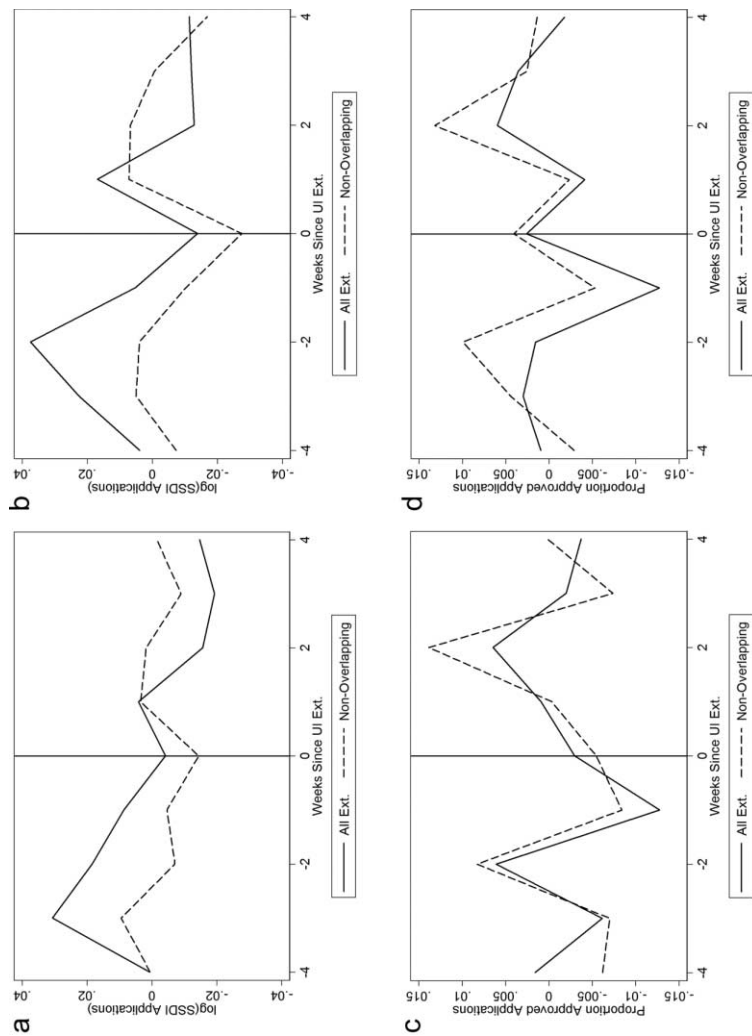 a
log(SSDI Applications)
.04
.02
0
-.02
-.04
-4 -2 0 2 4
Weeks Since UI Ext.
All Ext. Non-Overlapping
b
log(SSDI Applications)
.04
.02
0
-.02
-.04
-4 -2 0 2 4
Weeks Since UI Ext.
All Ext. Non-Overlapping
c
Proportion Approved Applications
.015
.01
.005
0
-.005
-.01
-.015
-4 -2 0 2 4
Weeks Since UI Ext.
All Ext. Non-Overlapping
d
Proportion Approved Applications
.015
.01
.005
0
-.005
-.01
-.015
-4 -2 0 2 4
Weeks Since UI Ext.
All Ext. Non-Overlapping